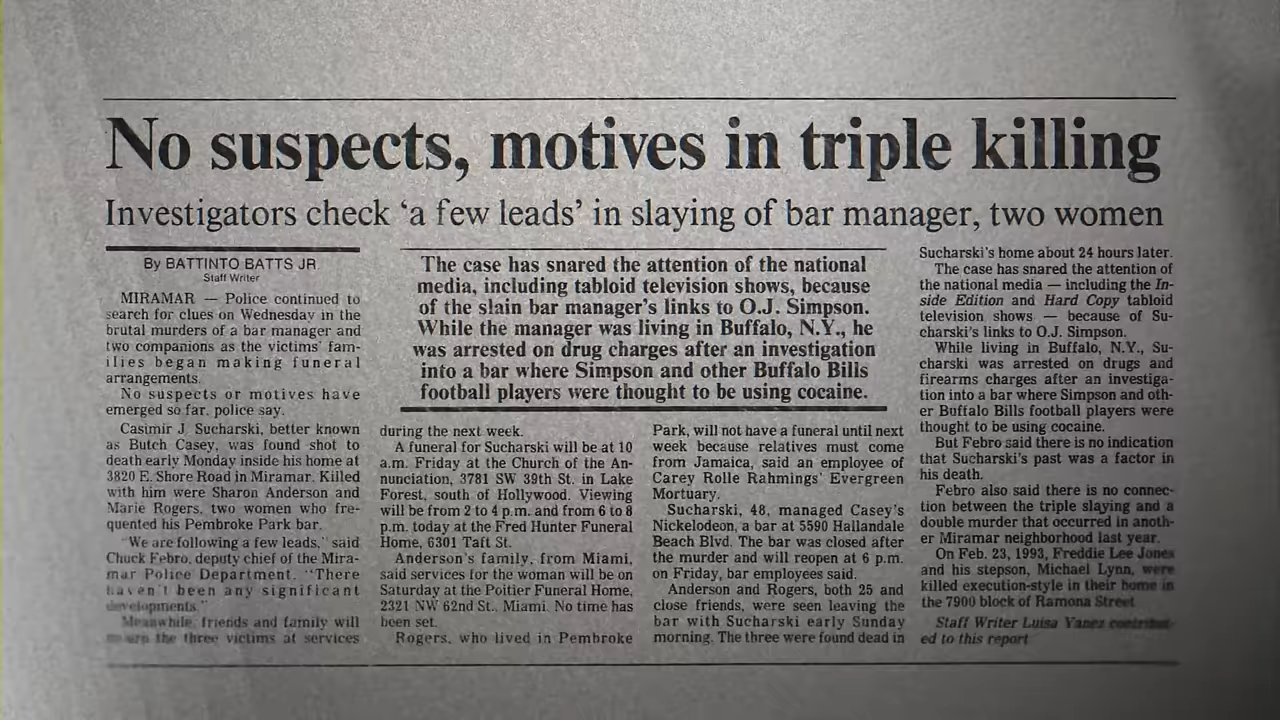 No suspects, motives in triple killing
Investigators check ‘a few leads’ in slaying of bar manager, two women
By BATTINTO BATTS JR.
Staff Writer
MIRAMAR — Police continued to
search for clues on Wednesday in the
brutal murders of a bar manager and
two companions as the victims’ fam-
ilies began making funeral
arrangements.
No suspects or motives have
emerged so far, police say.
Casimir J. Sucharski, better known
as Butch Casey, was found shot to
death early Monday inside his home at
3820 E. Shore Road in Miramar. Killed
with him were Sharon Anderson and
Marie Rogers, two women who fre-
quented his Pembroke Park bar.
“We are following a few leads,” said
Chuck Febro, deputy chief of the Mira-
mar Police Department. “There
haven’t been any significant
developments.”
Meanwhile, friends and family will
mourn the three victims at services
The case has snared the attention of the national
media, including tabloid television shows, because
of the slain bar manager’s links to O.J. Simpson.
While the manager was living in Buffalo, N.Y., he
was arrested on drug charges after an investigation
into a bar where Simpson and other Buffalo Bills
football players were thought to be using cocaine.
during the next week.
A funeral for Sucharski will be at 10
a.m. Friday at the Church of the An-
nunciation, 3781 SW 39th St. in Lake
Forest, south of Hollywood. Viewing
will be from 2 to 4 p.m. and from 6 to 8
p.m. today at the Fred Hunter Funeral
Home, 6301 Taft St.
Anderson’s family, from Miami,
said services for the woman will be on
Saturday at the Poitier Funeral Home,
2321 NW 62nd St., Miami. No time has
been set.
Rogers, who lived in Pembroke
Park, will not have a funeral until next
week because relatives must come
from Jamaica, said an employee of
Carey Rolle Rahmings’ Evergreen
Mortuary.
Sucharski, 48, managed Casey’s
Nickelodeon, a bar at 5590 Hallandale
Beach Blvd. The bar was closed after
the murder and will reopen at 6 p.m.
on Friday, bar employees said.
Anderson and Rogers, both 25 and
close friends, were seen leaving the
bar with Sucharski early Sunday
morning. The three were found dead in
Sucharski’s home about 24 hours later.
The case has snared the attention of
the national media — including the In-
side Edition and Hard Copy tabloid
television shows — because of Su-
charski’s links to O.J. Simpson.
While living in Buffalo, N.Y., Su-
charski was arrested on drugs and
firearms charges after an investiga-
tion into a bar where Simpson and oth-
er Buffalo Bills football players were
thought to be using cocaine.
But Febro said there is no indication
that Sucharski’s past was a factor in
his death.
Febro also said there is no connec-
tion between the triple slaying and a
double murder that occurred in anoth-
er Miramar neighborhood last year.
On Feb. 23, 1993, Freddie Lee Jones
and his stepson, Michael Lynn, were
killed execution-style in their home in
the 7900 block of Ramona Street.
Staff Writer Luisa Yanez contribut-
ed to this report.